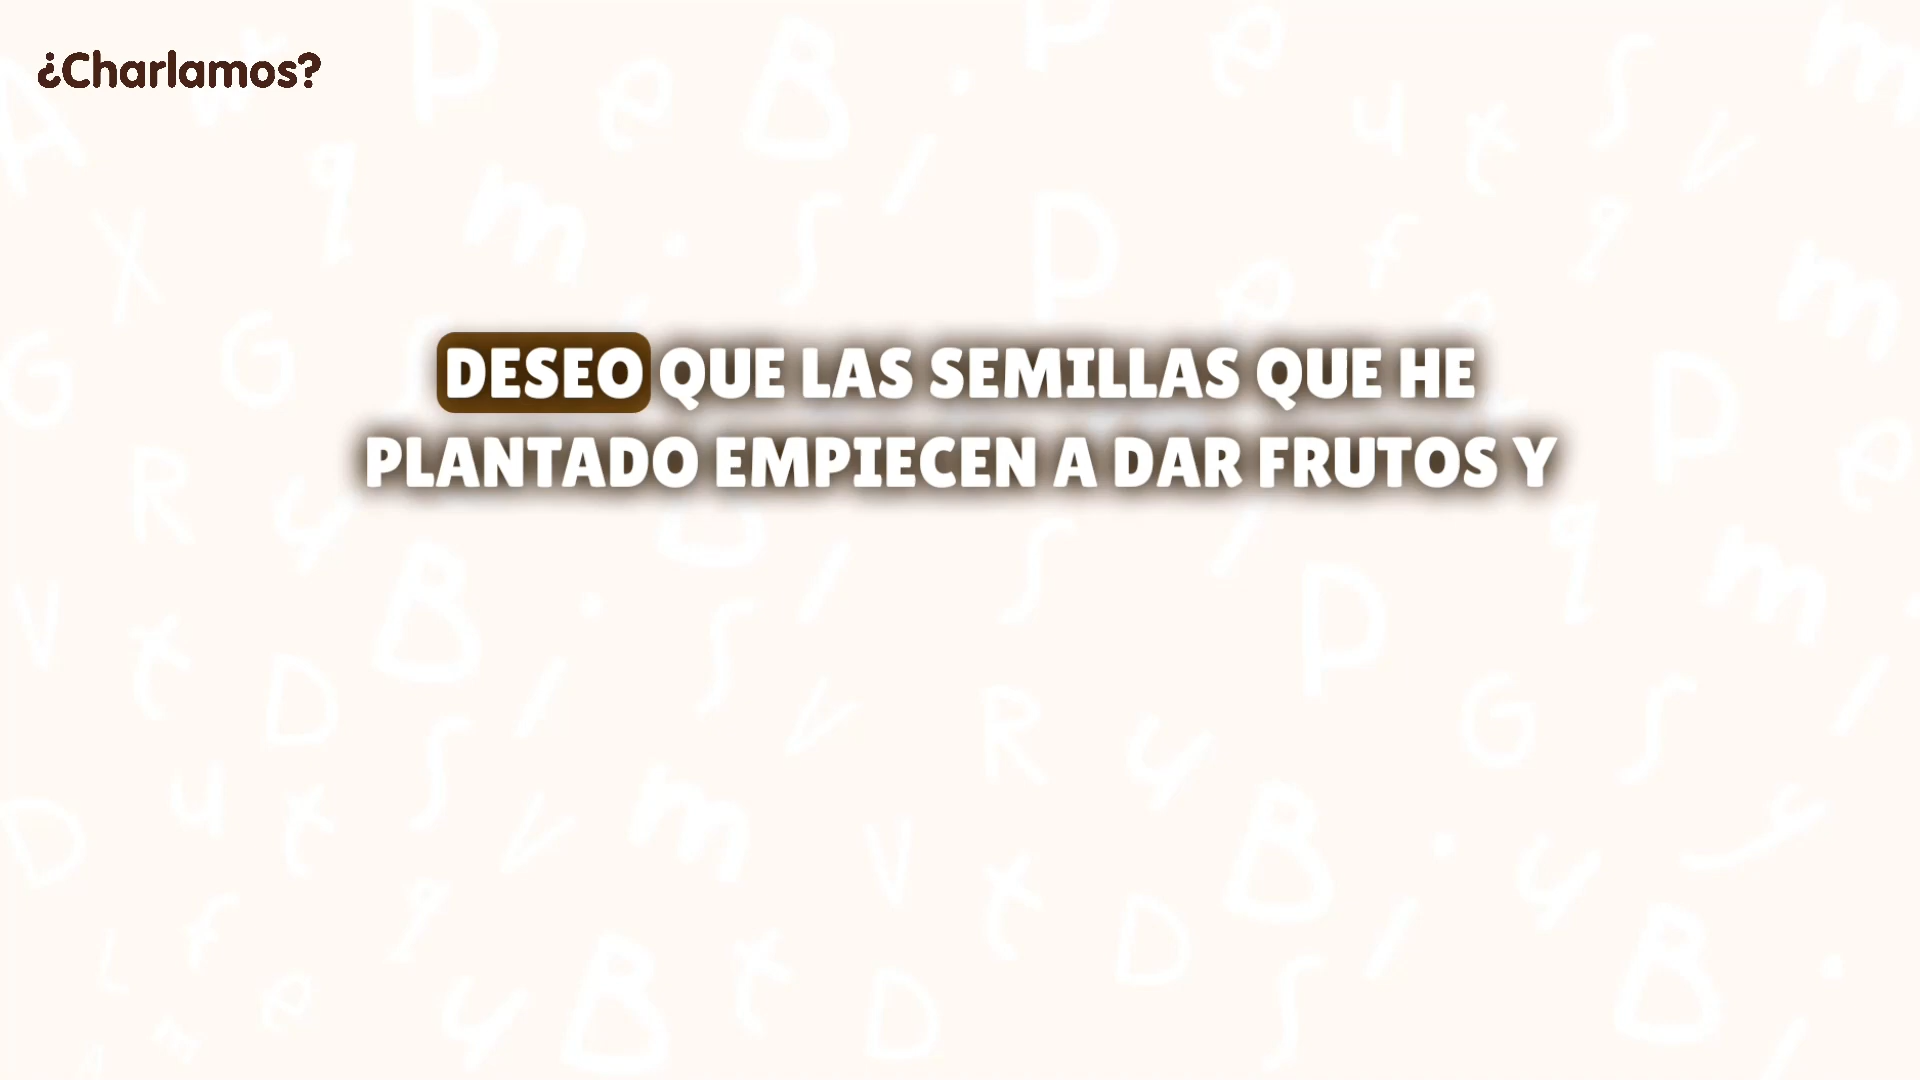 ¿Charlamos?
DESEO QUE LAS SEMILLAS QUE HE
PLANTADO EMPIECEN A DAR FRUTOS Y